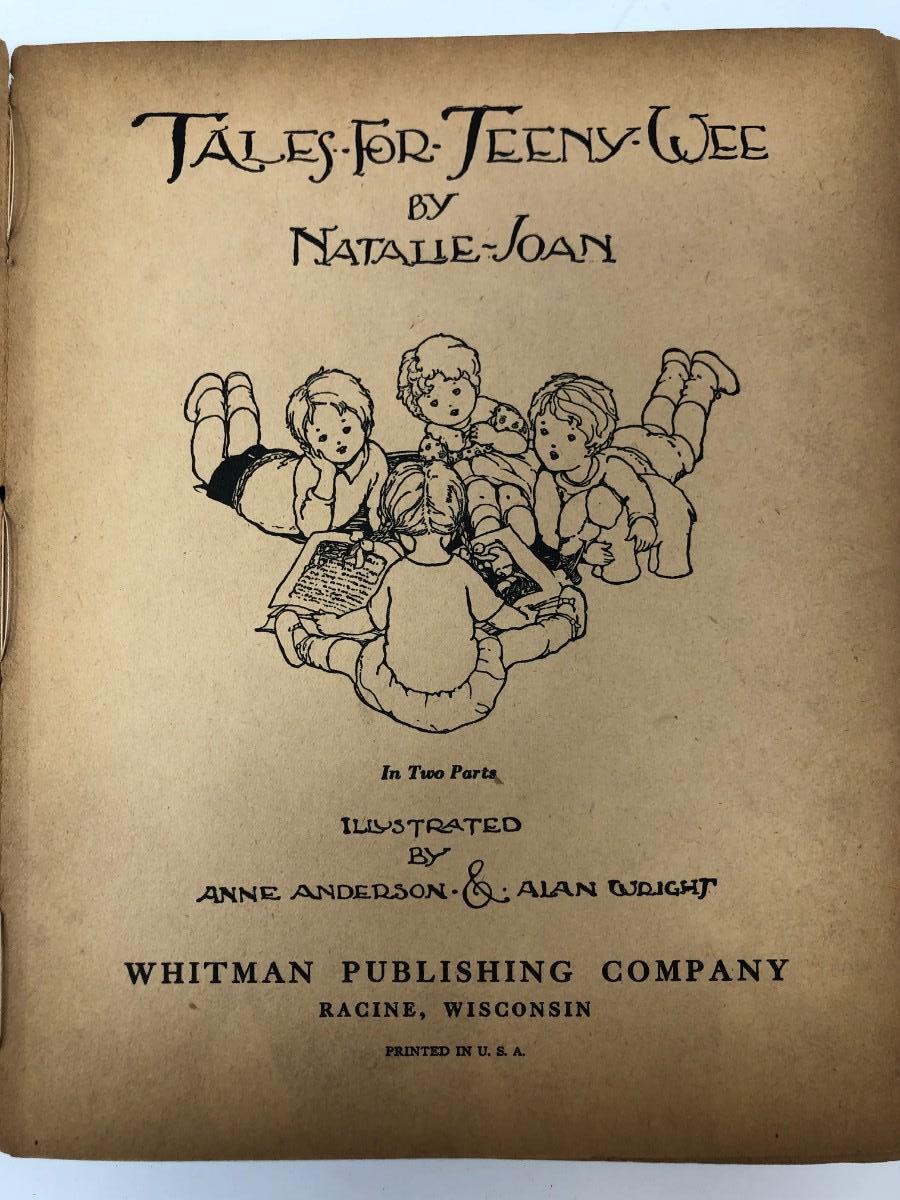 TALES·FOR·TEENY·WEE
BY
NATALIE~JOAN
In Two Parts
ILLUSTRATED
BY
ANNE ANDERSON·&·ALAN WRIGHT
WHITMAN PUBLISHING COMPANY
RACINE, WISCONSIN
PRINTED IN U. S. A.